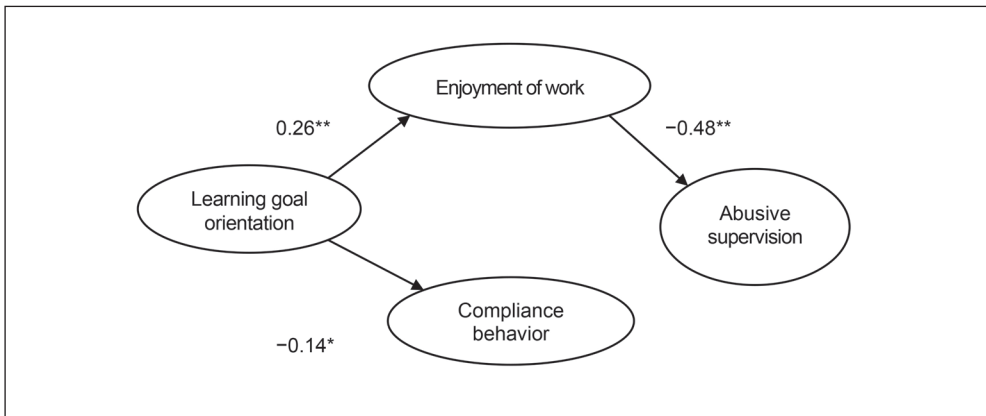 Enjoyment of work
0.26**
−0.48**
Learning goal
orientation
Abusive
supervision
Compliance
behavior
−0.14*